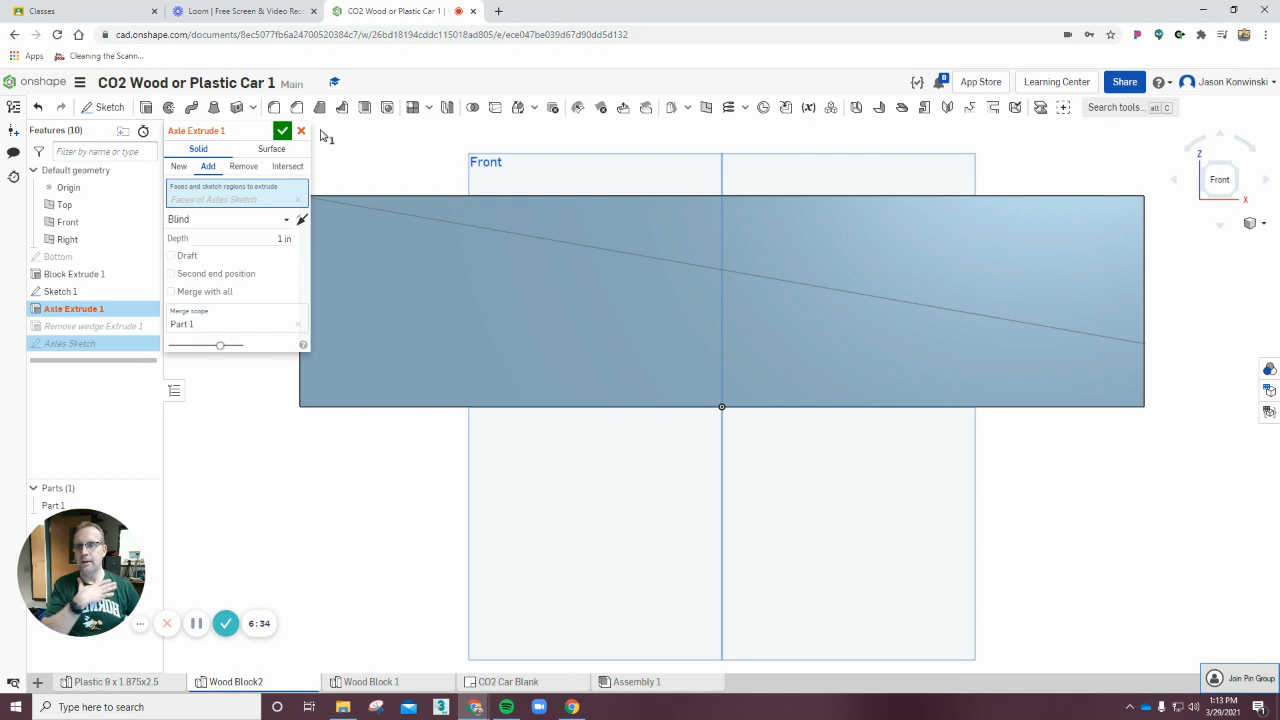 Classes
Loom | Free Screen & Video Rec
CO2 Wood or Plastic Car 1 |
cad.onshape.com/documents/8ec5077fb6a24700520384c7/w/26bd18194cddc115018ad805/e/ece047be039d67d90dd5d132
Apps
Cleaning the Scann...
onshape
CO2 Wood or Plastic Car 1
Main
8
App Store
Learning Center
Share
Jason Konwinski
Sketch
Search tools...
alt C
Features (10)
Filter by name or type
Default geometry
Origin
Top
Front
Right
Bottom
Block Extrude 1
Sketch 1
Axle Extrude 1
Remove wedge Extrude 1
Axles Sketch
Axle Extrude 1
Solid
Surface
New
Add
Remove
Intersect
Faces and sketch regions to extrude
Faces of Axles Sketch
Blind
Depth
1 in
Draft
Second end position
Merge with all
Merge scope
Part 1
1
Front
Z
Front
X
Parts (1)
Part 1
6:34
Plastic 9 x 1 875x2.5
Wood Block2
Wood Block 1
CO2 Car Blank
Assembly 1
Join Pin Group
Type here to search
3
1:13 PM
3/29/2021
1